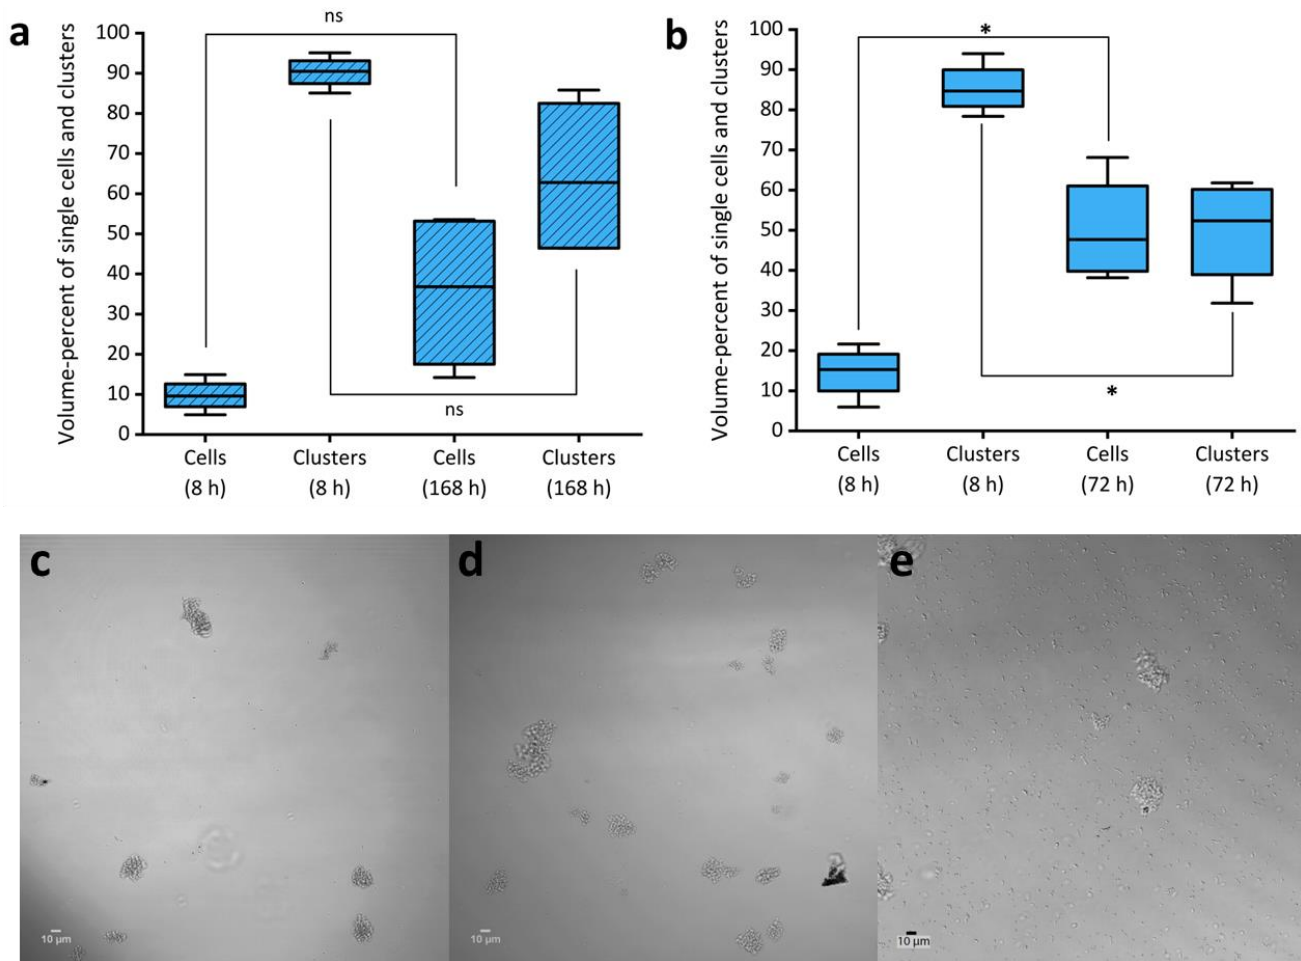 a
Volume-percent of single cells and clusters
100
90
80
70
60
50
40
30
20
10
0
ns
ns
Cells
(8 h)
Clusters
(8 h)
Cells
(168 h)
Clusters
(168 h)
b
Volume-percent of single cells and clusters
100
90
80
70
60
50
40
30
20
10
0
*
*
Cells
(8 h)
Clusters
(8 h)
Cells
(72 h)
Clusters
(72 h)
c
10 µm
d
10 µm
e
10 µm